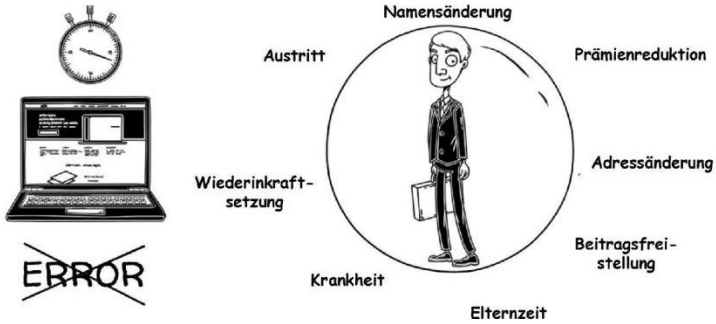 Namensänderung
Austritt
Prämienreduktion
Wiederinkraft-
setzung
Adressänderung
Krankheit
Beitragsfrei-
stellung
Elternzeit
ERROR